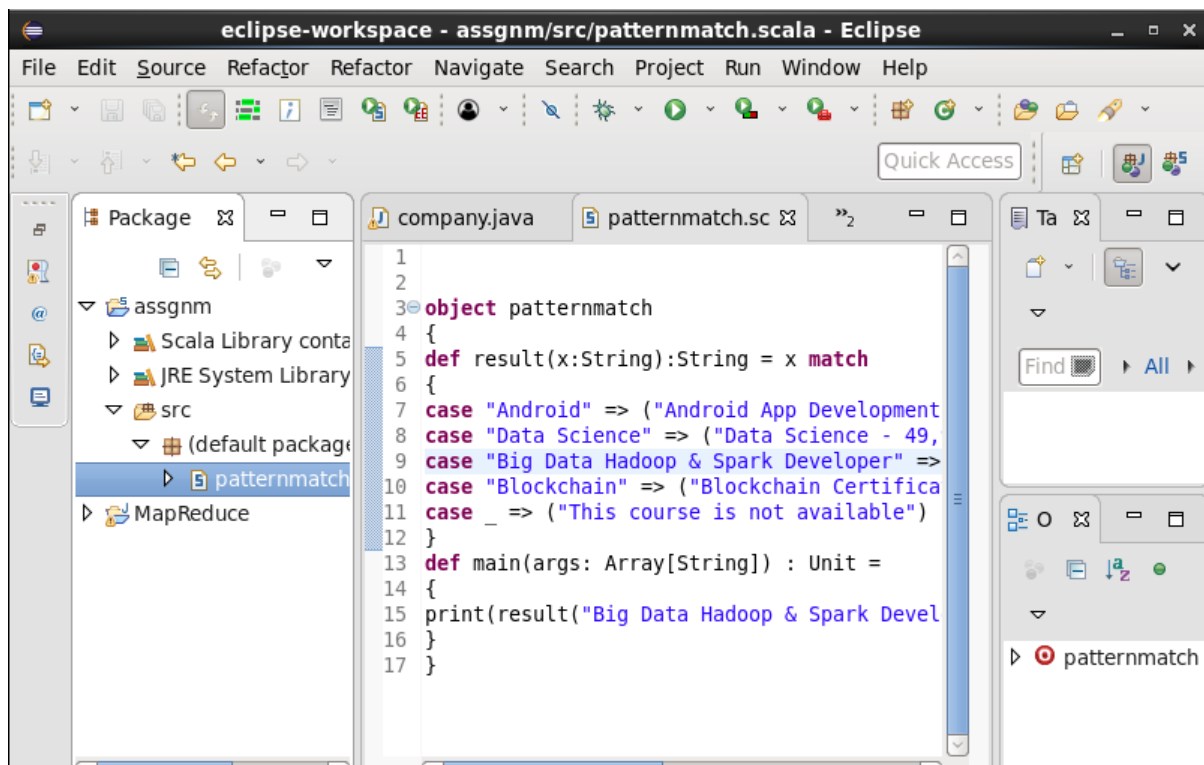 eclipse-workspace - assgnm/src/patternmatch.scala - Eclipse
File Edit Source Refactor Refactor Navigate Search Project Run Window Help
Quick Access
Package
company.java
patternmatch.sc
»2
Ta
assgnm
Scala Library conta
JRE System Library
src
(default package
patternmatch
MapReduce
1
2
3 object patternmatch
4 {
5 def result(x:String):String = x match
6 {
7 case "Android" => ("Android App Development
8 case "Data Science" => ("Data Science - 49,
9 case "Big Data Hadoop & Spark Developer" =>
10 case "Blockchain" => ("Blockchain Certifica
11 case _ => ("This course is not available")
12 }
13 def main(args: Array[String]) : Unit =
14 {
15 print(result("Big Data Hadoop & Spark Devel
16 }
17 }
Find
All
O
patternmatch